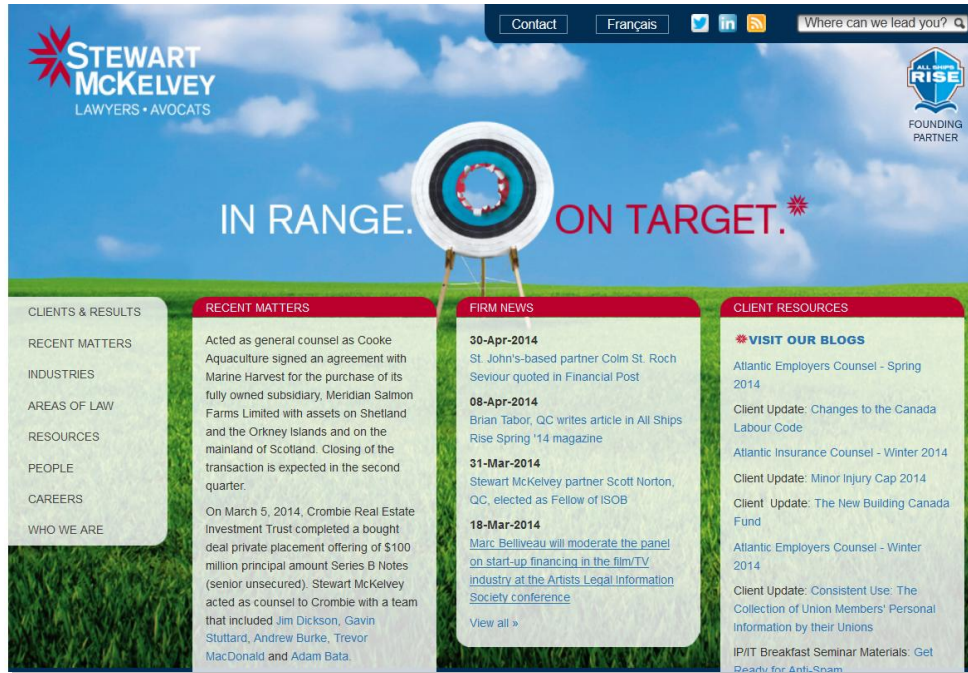 Contact
Français
Where can we lead you?
STEWART
MCKELVEY
LAWYERS • AVOCATS
ALL SHIPS
RISE
FOUNDING
PARTNER
IN RANGE. ON TARGET.
CLIENTS & RESULTS
RECENT MATTERS
INDUSTRIES
AREAS OF LAW
RESOURCES
PEOPLE
CAREERS
WHO WE ARE
RECENT MATTERS
Acted as general counsel as Cooke
Aquaculture signed an agreement with
Marine Harvest for the purchase of its
fully owned subsidiary, Meridian Salmon
Farms Limited with assets on Shetland
and the Orkney Islands and on the
mainland of Scotland. Closing of the
transaction is expected in the second
quarter.
On March 5, 2014, Crombie Real Estate
Investment Trust completed a bought
deal private placement offering of $100
million principal amount Series B Notes
(senior unsecured). Stewart McKelvey
acted as counsel to Crombie with a team
that included Jim Dickson, Gavin
Stuttard, Andrew Burke, Trevor
MacDonald and Adam Bata.
FIRM NEWS
30-Apr-2014
St. John's-based partner Colm St. Roch
Seviour quoted in Financial Post
08-Apr-2014
Brian Tabor, QC writes article in All Ships
Rise Spring '14 magazine
31-Mar-2014
Stewart McKelvey partner Scott Norton,
QC, elected as Fellow of ISOB
18-Mar-2014
Marc Belliveau will moderate the panel
on start-up financing in the film/TV
industry at the Artists Legal Information
Society conference
View all »
CLIENT RESOURCES
VISIT OUR BLOGS
Atlantic Employers Counsel - Spring
2014
Client Update: Changes to the Canada
Labour Code
Atlantic Insurance Counsel - Winter 2014
Client Update: Minor Injury Cap 2014
Client Update: The New Building Canada
Fund
Atlantic Employers Counsel - Winter
2014
Client Update: Consistent Use: The
Collection of Union Members' Personal
Information by their Unions
IP/IT Breakfast Seminar Materials: Get
Ready for Anti-Spam